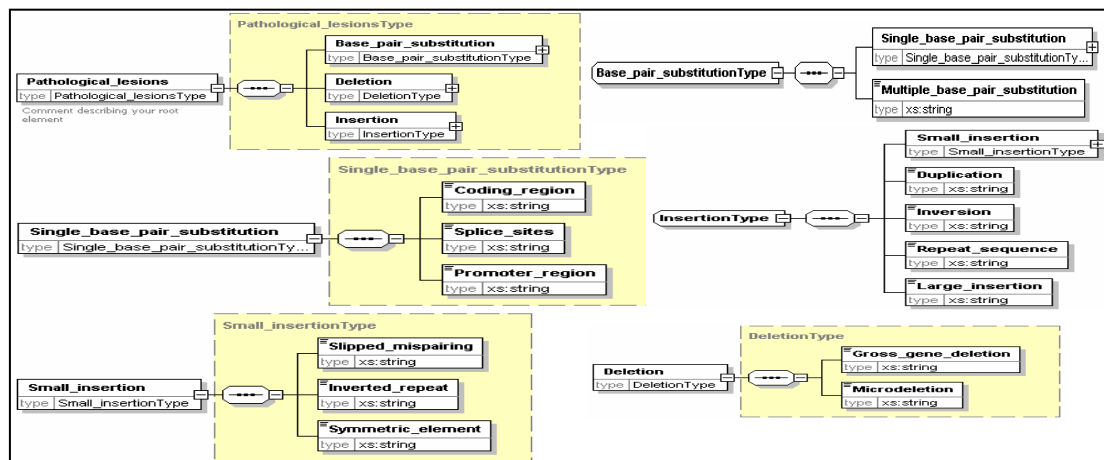 Pathological_lesionsType
Pathological_lesions
type Pathological_lesionsType
Comment describing your root
element
Base_pair_substitution
type Base_pair_substitutionType
Deletion
type DeletionType
Insertion
type InsertionType
Base_pair_substitutionType
Single_base_pair_substitution
type Single_base_pair_substitutionTy...
Multiple_base_pair_substitution
type xs:string
Single_base_pair_substitutionType
Single_base_pair_substitution
type Single_base_pair_substitutionTy...
Coding_region
type xs:string
Splice_sites
type xs:string
Promoter_region
type xs:string
InsertionType
Small_insertion
type Small_insertionType
Duplication
type xs:string
Inversion
type xs:string
Repeat_sequence
type xs:string
Large_insertion
type xs:string
Small_insertionType
Small_insertion
type Small_insertionType
Slipped_mispairing
type xs:string
Inverted_repeat
type xs:string
Symmetric_element
type xs:string
DeletionType
Deletion
type DeletionType
Gross_gene_deletion
type xs:string
Microdeletion
type xs:string